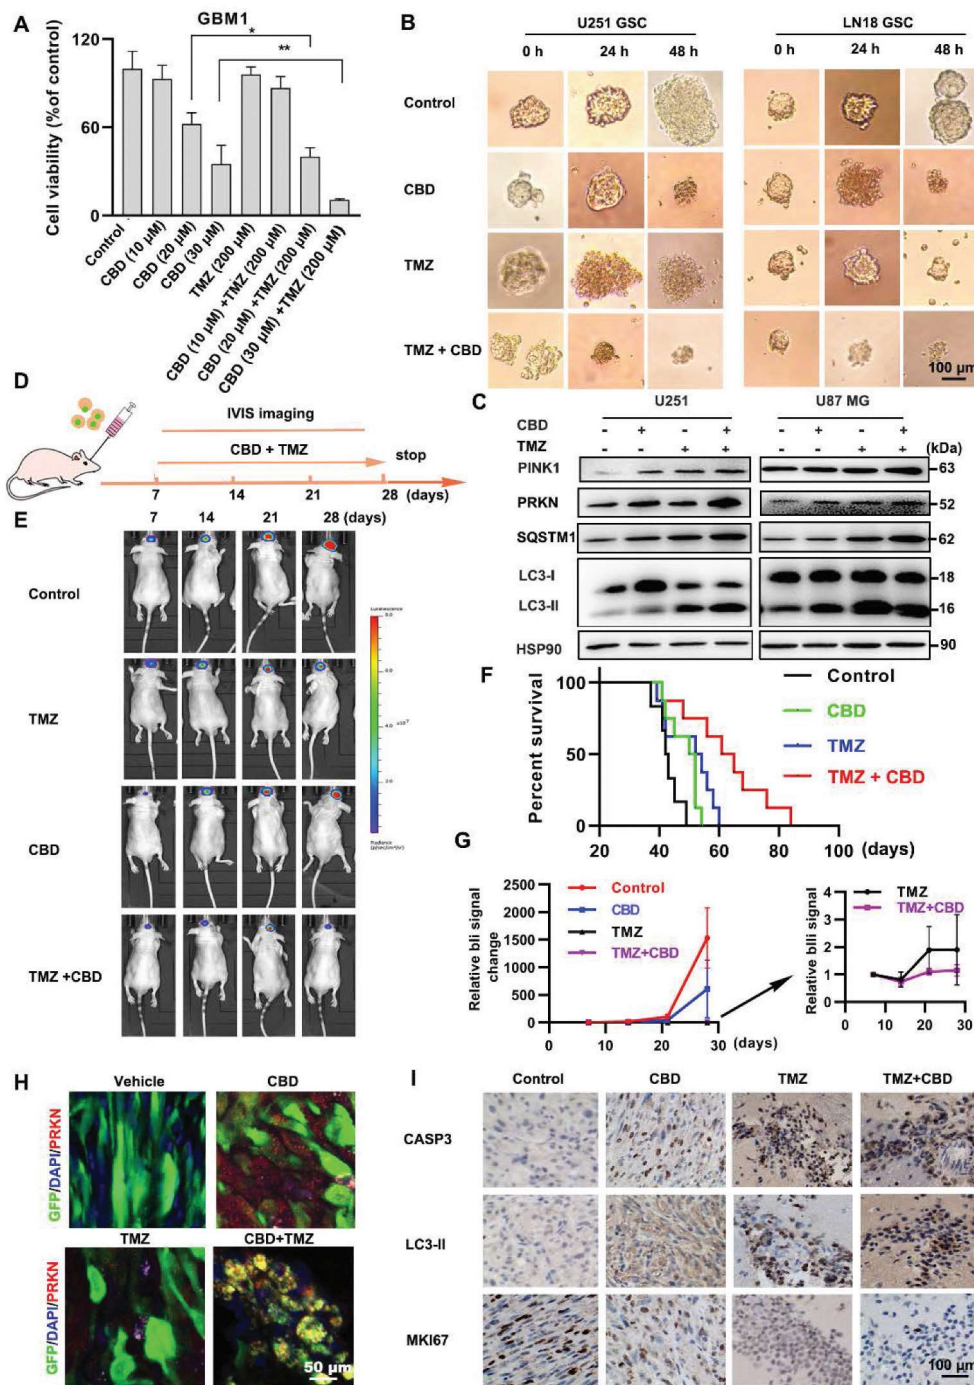 A
GBM1
Cell viability (%of control)
120
60
0
*
**
Control
CBD (10 µM)
CBD (20 µM)
CBD (30 µM)
TMZ (200 µM)
CBD (10 µM) +TMZ (200 µM)
CBD (20 µM) +TMZ (200 µM)
CBD (30 µM) +TMZ (200 µM)
B
U251 GSC
LN18 GSC
0 h 24 h 48 h
0 h 24 h 48 h
Control
CBD
TMZ
TMZ + CBD
100 µm
C
U251
U87 MG
CBD - + - + - + - +
TMZ - - + + - - + + (kDa)
PINK1 63
PRKN 52
SQSTM1 62
LC3-I 18
LC3-II 16
HSP90 90
D
IVIS imaging
CBD + TMZ
stop
7 14 21 28 (days)
E
7 14 21 28 (days)
Control
TMZ
CBD
TMZ +CBD
Luminescence
F
Percent survival
100
50
0
20 40 60 80 100 (days)
Control
CBD
TMZ
TMZ + CBD
G
Relative bli signal
change
2500
2000
1500
1000
500
0
0 10 20 30 (days)
Control
CBD
TMZ
TMZ+CBD
Relative blli signal
4
3
2
1
0
0 10 20 30
TMZ
TMZ+CBD
H
Vehicle
CBD
GFP/DAPI/PRKN
TMZ
CBD+TMZ
GFP/DAPI/PRKN
50 µm
I
Control CBD TMZ TMZ+CBD
CASP3
LC3-II
MKI67
100 µm